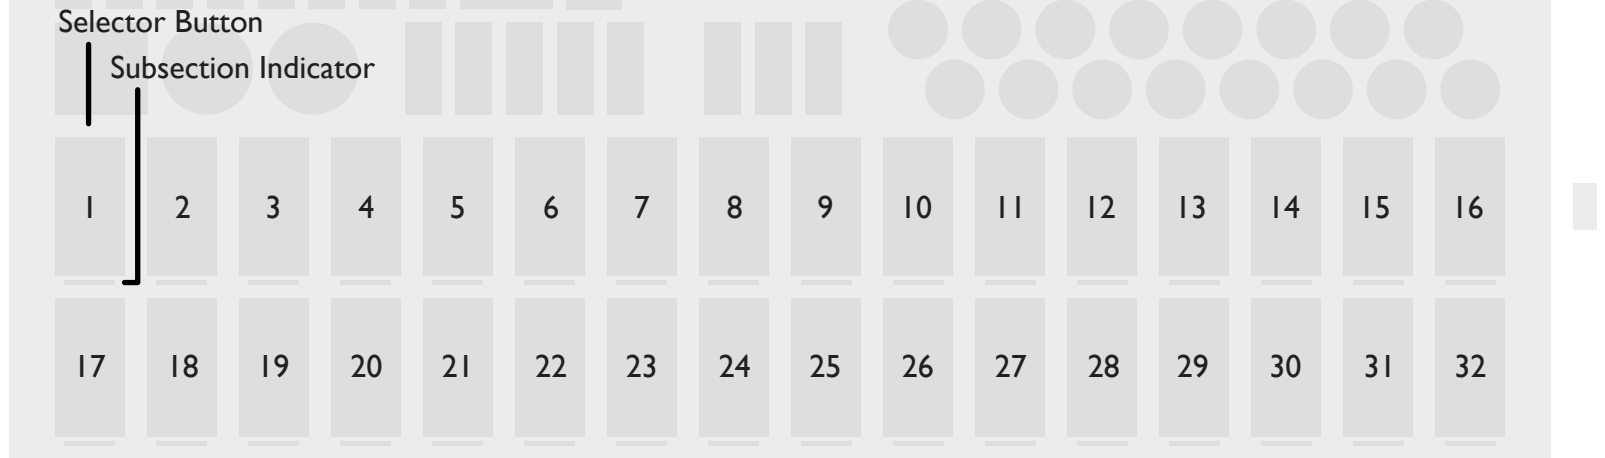 Selector Button
Subsection Indicator
1 2 3 4 5 6 7 8 9 10 11 12 13 14 15 16
17 18 19 20 21 22 23 24 25 26 27 28 29 30 31 32